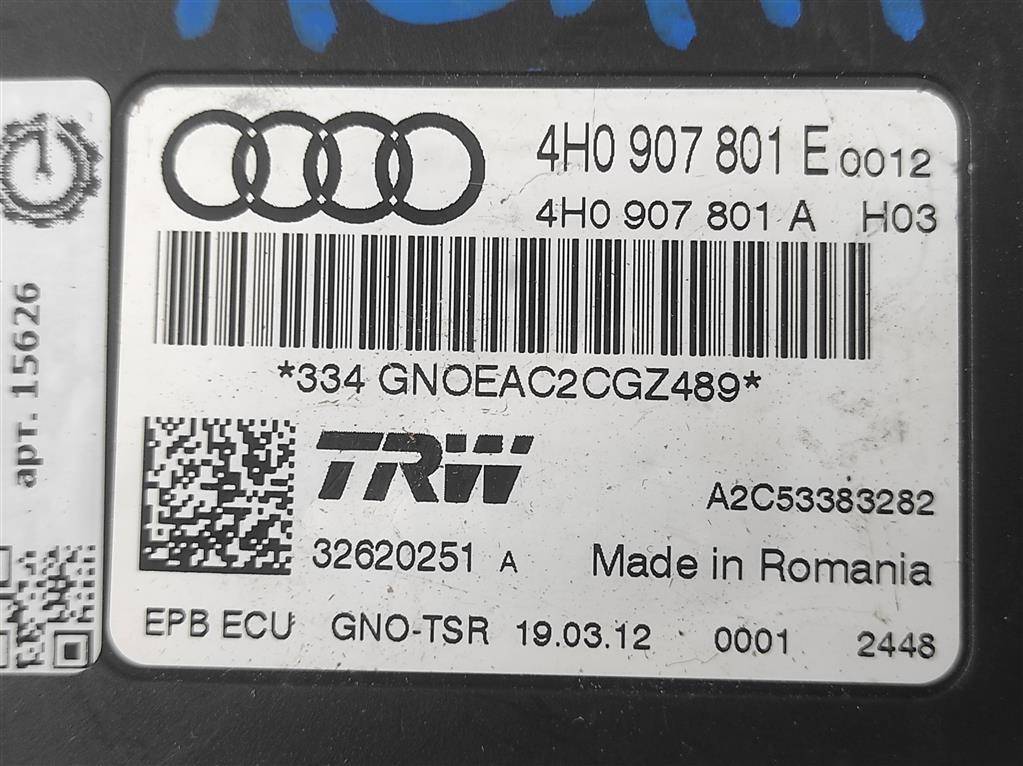 4H0 907 801 E 0012
4H0 907 801 A H03
*334 GNOEAC2CGZ489*
TRW
A2C53383282
32620251 A Made in Romania
EPB ECU GNO-TSR 19.03.12 0001 2448
арт. 15626